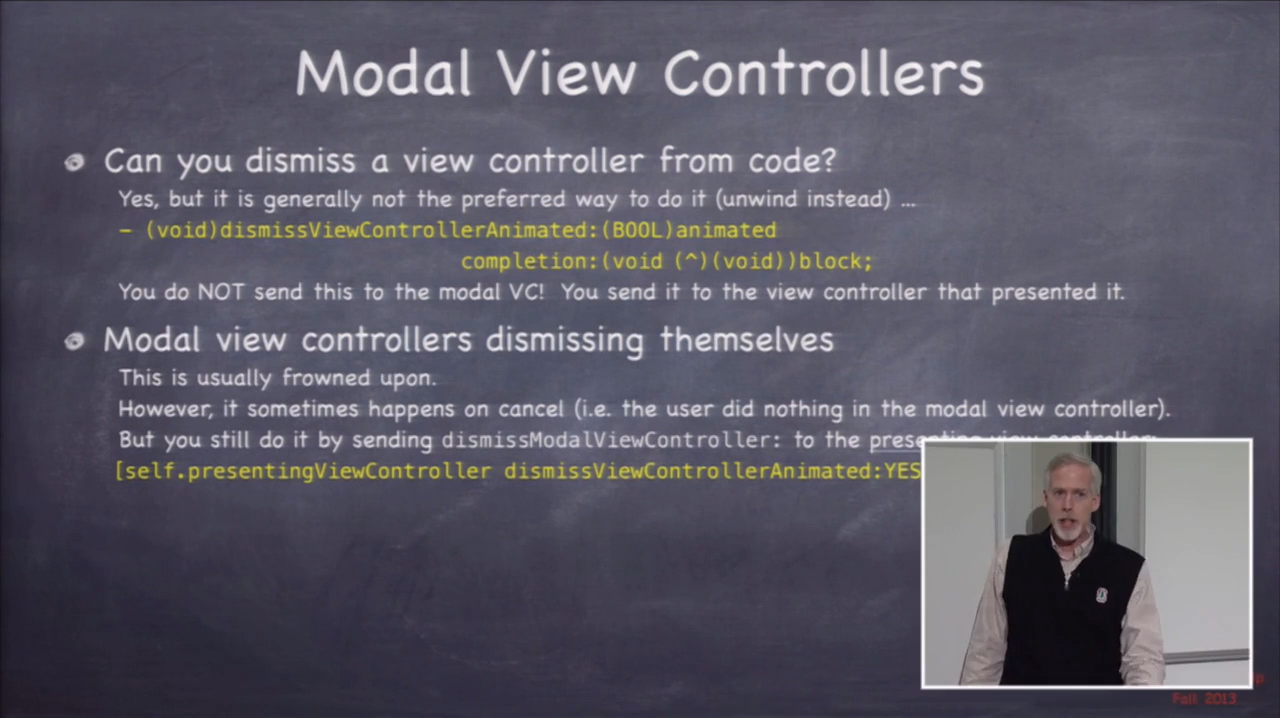 Modal View Controllers
Can you dismiss a view controller from code?
Yes, but it is generally not the preferred way to do it (unwind instead) ...
- (void)dismissViewControllerAnimated:(BOOL)animated
completion:(void (^)(void))block;
You do NOT send this to the modal VC! You send it to the view controller that presented it.
Modal view controllers dismissing themselves
This is usually frowned upon.
However, it sometimes happens on cancel (i.e. the user did nothing in the modal view controller).
But you still do it by sending dismissModalViewController: to the presenting view controller:
[self.presentingViewController dismissViewControllerAnimated:YES
Fall 2013